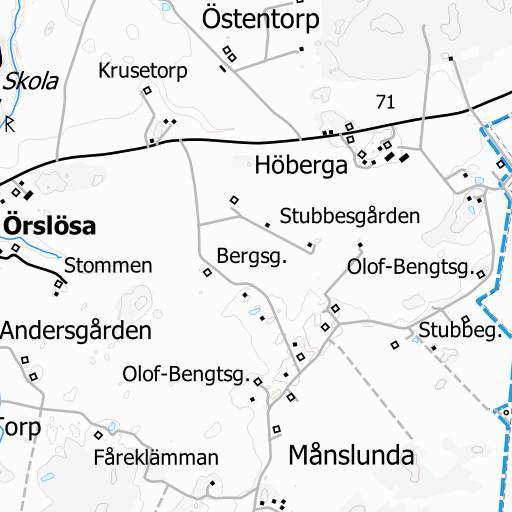 Östentorp
Krusetorp
Skola
71
R
Höberga
Stubbesgården
Örslösa
Bergsg.
Stommen
Olof-Bengtsg.
Andersgården
Stubbeg.
Olof-Bengtsg.
Torp
Fåreklämman
Månslunda